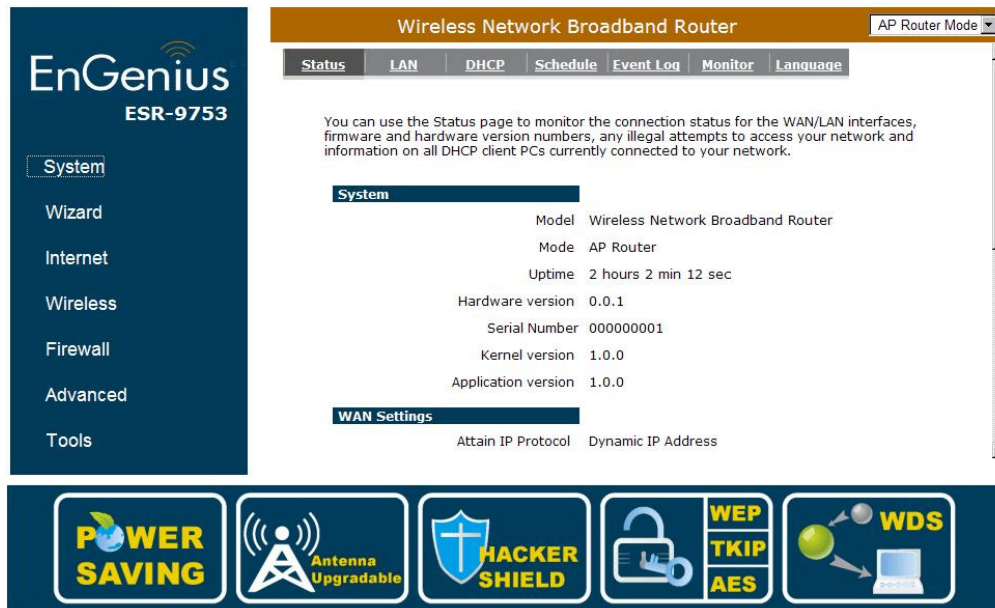 Wireless Network Broadband Router
AP Router Mode
EnGenius
ESR-9753
System
Wizard
Internet
Wireless
Firewall
Advanced
Tools
Status LAN DHCP Schedule Event Log Monitor Language
You can use the Status page to monitor the connection status for the WAN/LAN interfaces,
firmware and hardware version numbers, any illegal attempts to access your network and
information on all DHCP client PCs currently connected to your network.
System
Model Wireless Network Broadband Router
Mode AP Router
Uptime 2 hours 2 min 12 sec
Hardware version 0.0.1
Serial Number 000000001
Kernel version 1.0.0
Application version 1.0.0
WAN Settings
Attain IP Protocol Dynamic IP Address
POWER
SAVING
Antenna
Upgradable
HACKER
SHIELD
WEP
TKIP
AES
WDS